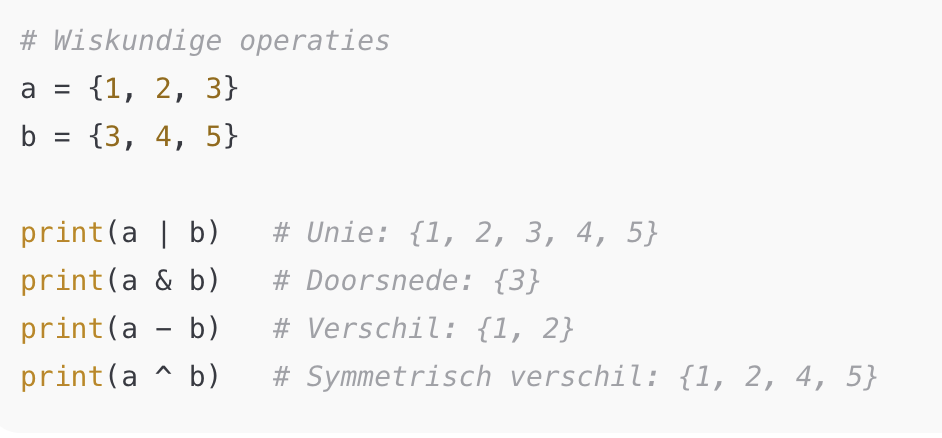 # Wiskundige operaties
a = {1, 2, 3}
b = {3, 4, 5}
print(a | b)   # Unie: {1, 2, 3, 4, 5}
print(a & b)   # Doorsnede: {3}
print(a - b)   # Verschil: {1, 2}
print(a ^ b)   # Symmetrisch verschil: {1, 2, 4, 5}